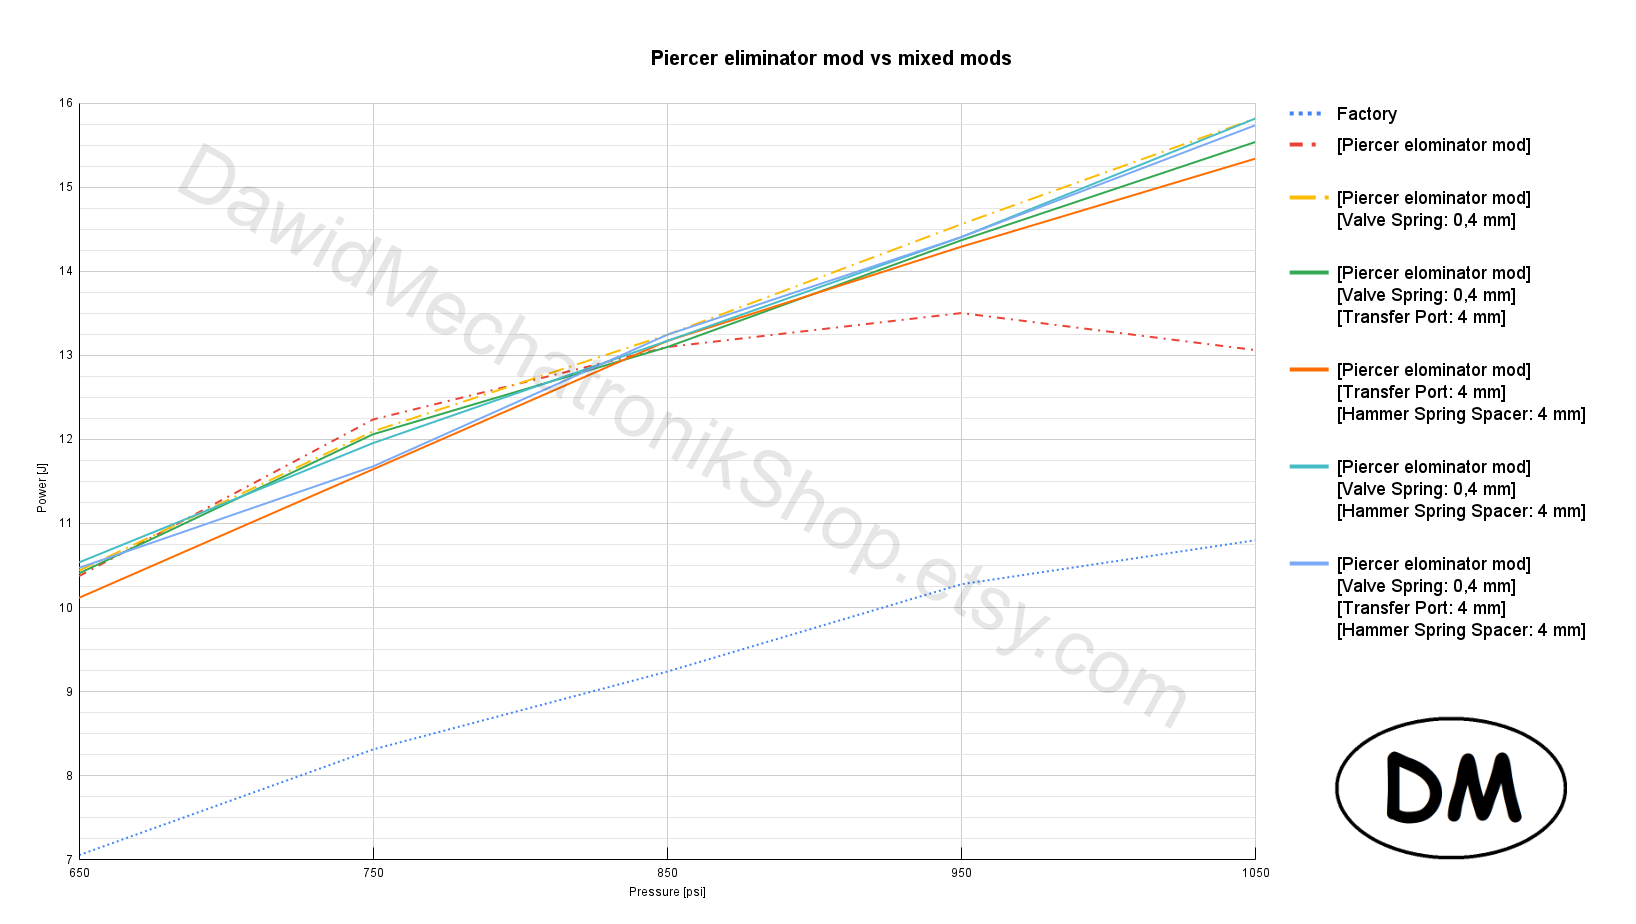 Piercer eliminator mod vs mixed mods
16
15
14
13
12
11
10
9
8
7
Power [J]
650
750
850
950
1050
Pressure [psi]
DawidMechatronikShop.etsy.com
Factory
[Piercer elominator mod]
[Piercer elominator mod]
[Valve Spring: 0,4 mm]
[Piercer elominator mod]
[Valve Spring: 0,4 mm]
[Transfer Port: 4 mm]
[Piercer elominator mod]
[Transfer Port: 4 mm]
[Hammer Spring Spacer: 4 mm]
[Piercer elominator mod]
[Valve Spring: 0,4 mm]
[Hammer Spring Spacer: 4 mm]
[Piercer elominator mod]
[Valve Spring: 0,4 mm]
[Transfer Port: 4 mm]
[Hammer Spring Spacer: 4 mm]
DM